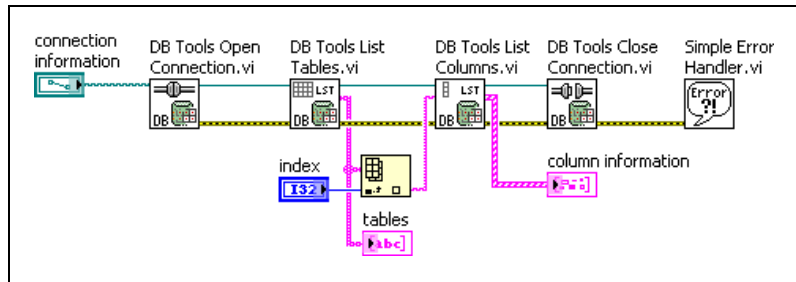 connection
information
DB Tools Open
Connection.vi
DB Tools List
Tables.vi
DB Tools List
Columns.vi
DB Tools Close
Connection.vi
Simple Error
Handler.vi
LST
LST
Error
?!
DB
DB
DB
DB
index
I32
column information
tables
abc